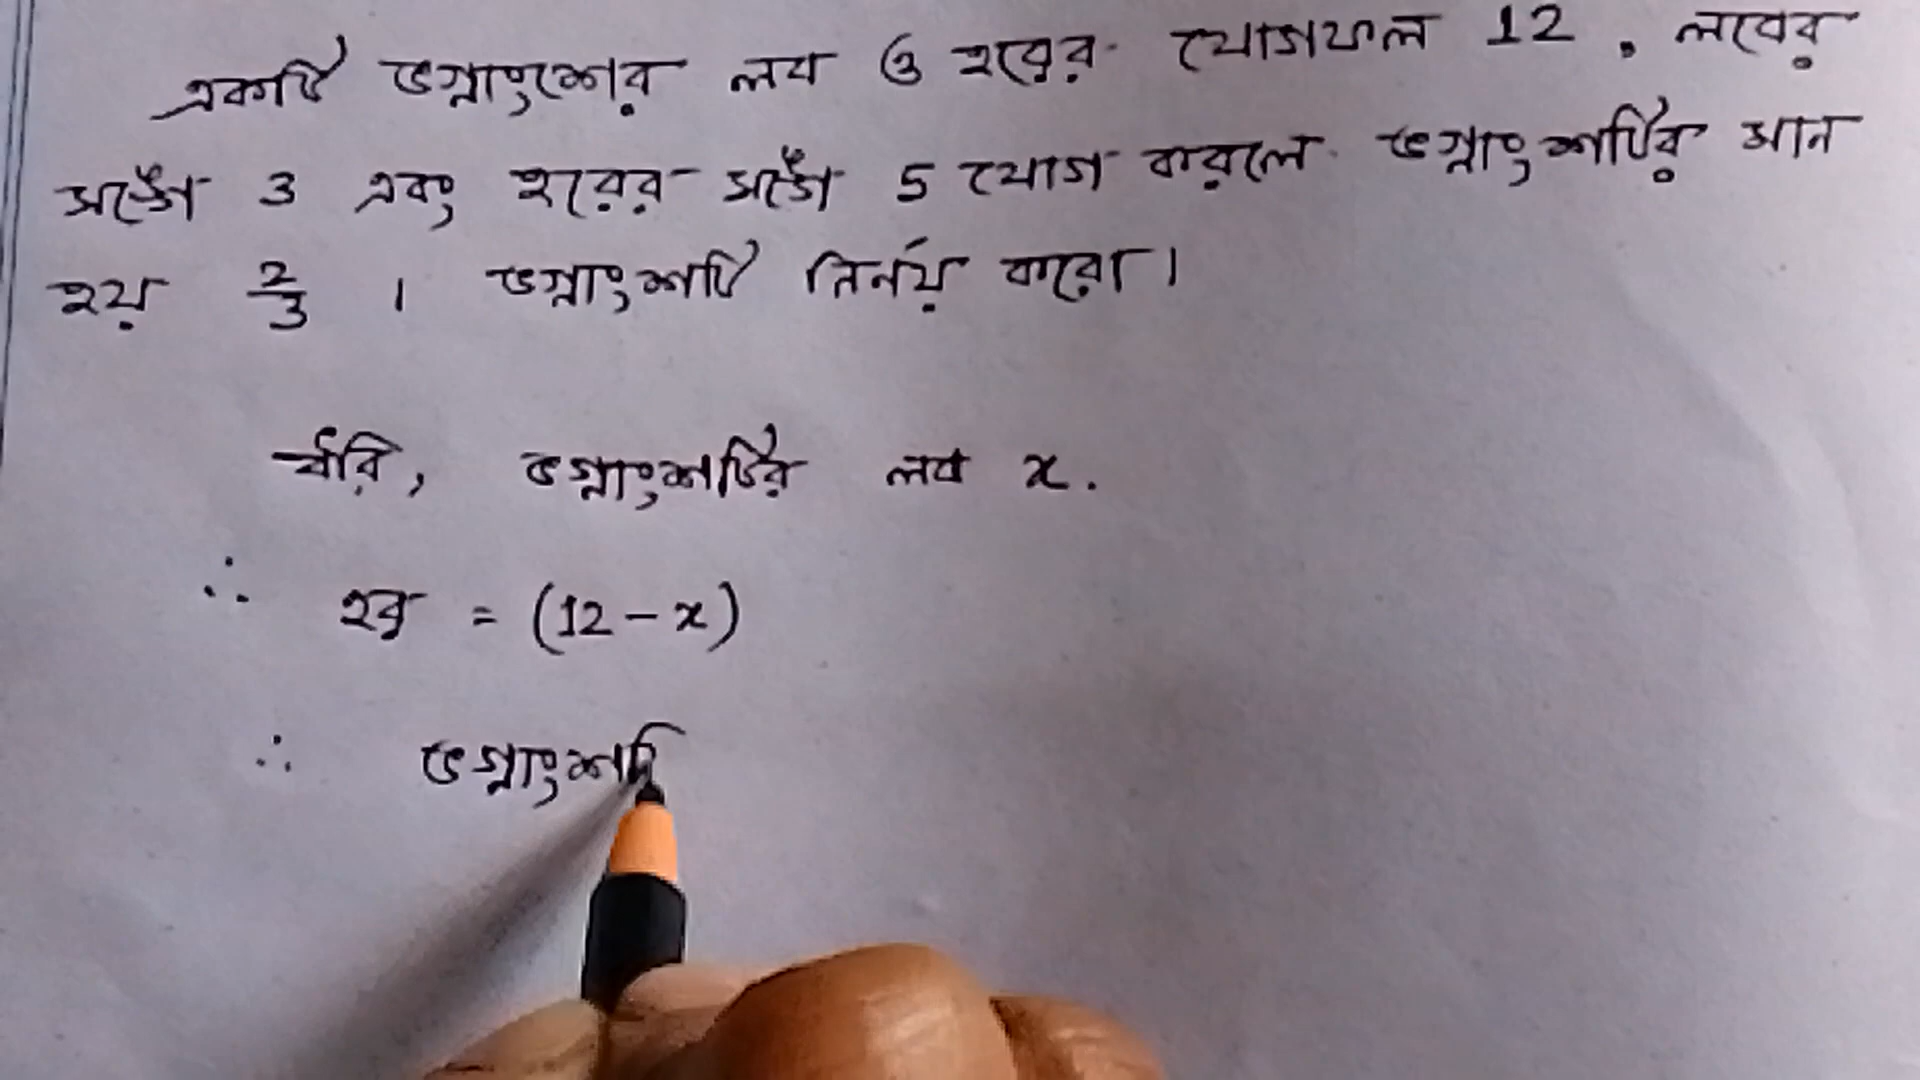 একটি ভগ্নাংশের লব ও হরের যোগফল 12 . লবের
সঙ্গে 3 এবং হরের সঙ্গে 5 যোগ করলে ভগ্নাংশটির মান
হয় 2/3 । ভগ্নাংশটি নির্ণয় করো ।
ধরি, ভগ্নাংশটির লব x .
∴ হর = (12 - x)
∴ ভগ্নাংশটি